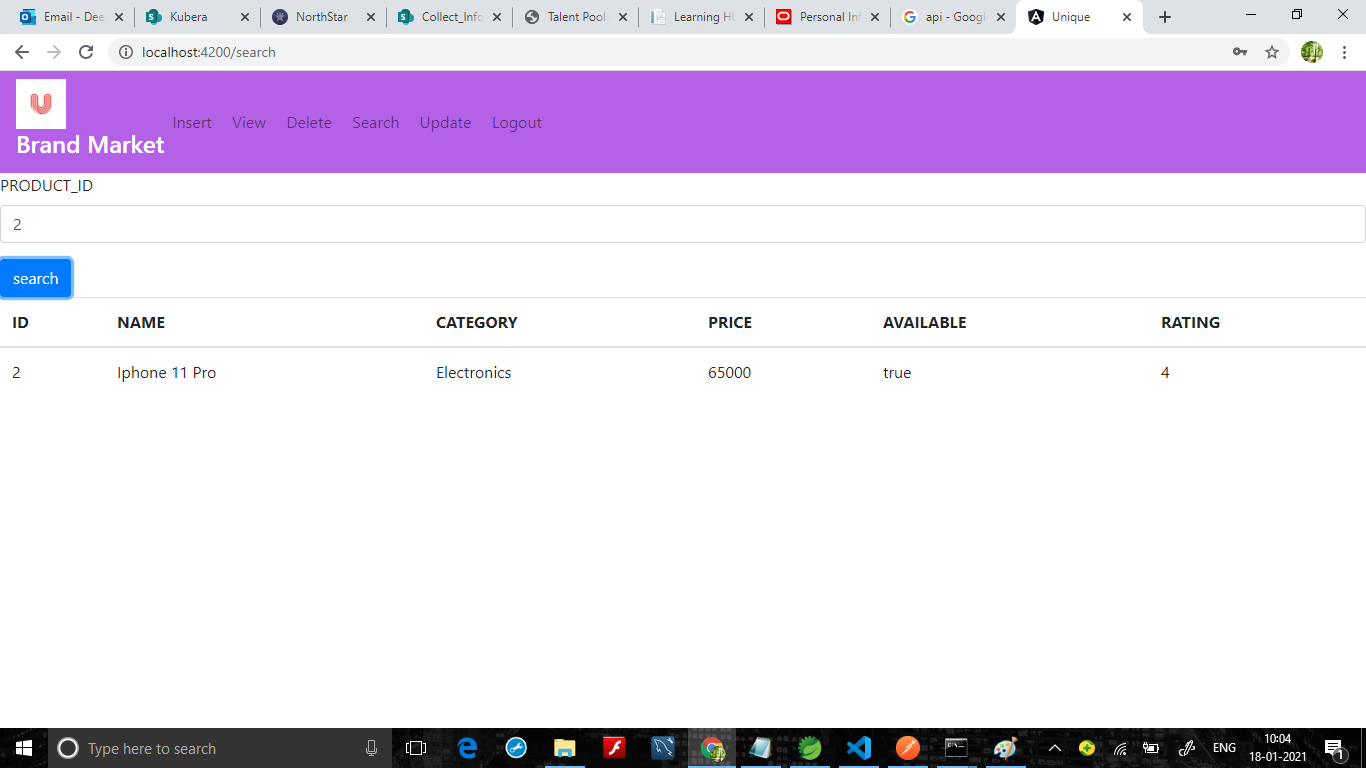 Email - Dee
Kubera
NorthStar
Collect_Info
Talent Pool
Learning HU
Personal Inf
api - Google
Unique
localhost:4200/search
U
Brand Market
Insert View Delete Search Update Logout
PRODUCT_ID
2
search
ID NAME CATEGORY PRICE AVAILABLE RATING
2 Iphone 11 Pro Electronics 65000 true 4
Type here to search
ENG
10:04
18-01-2021
1